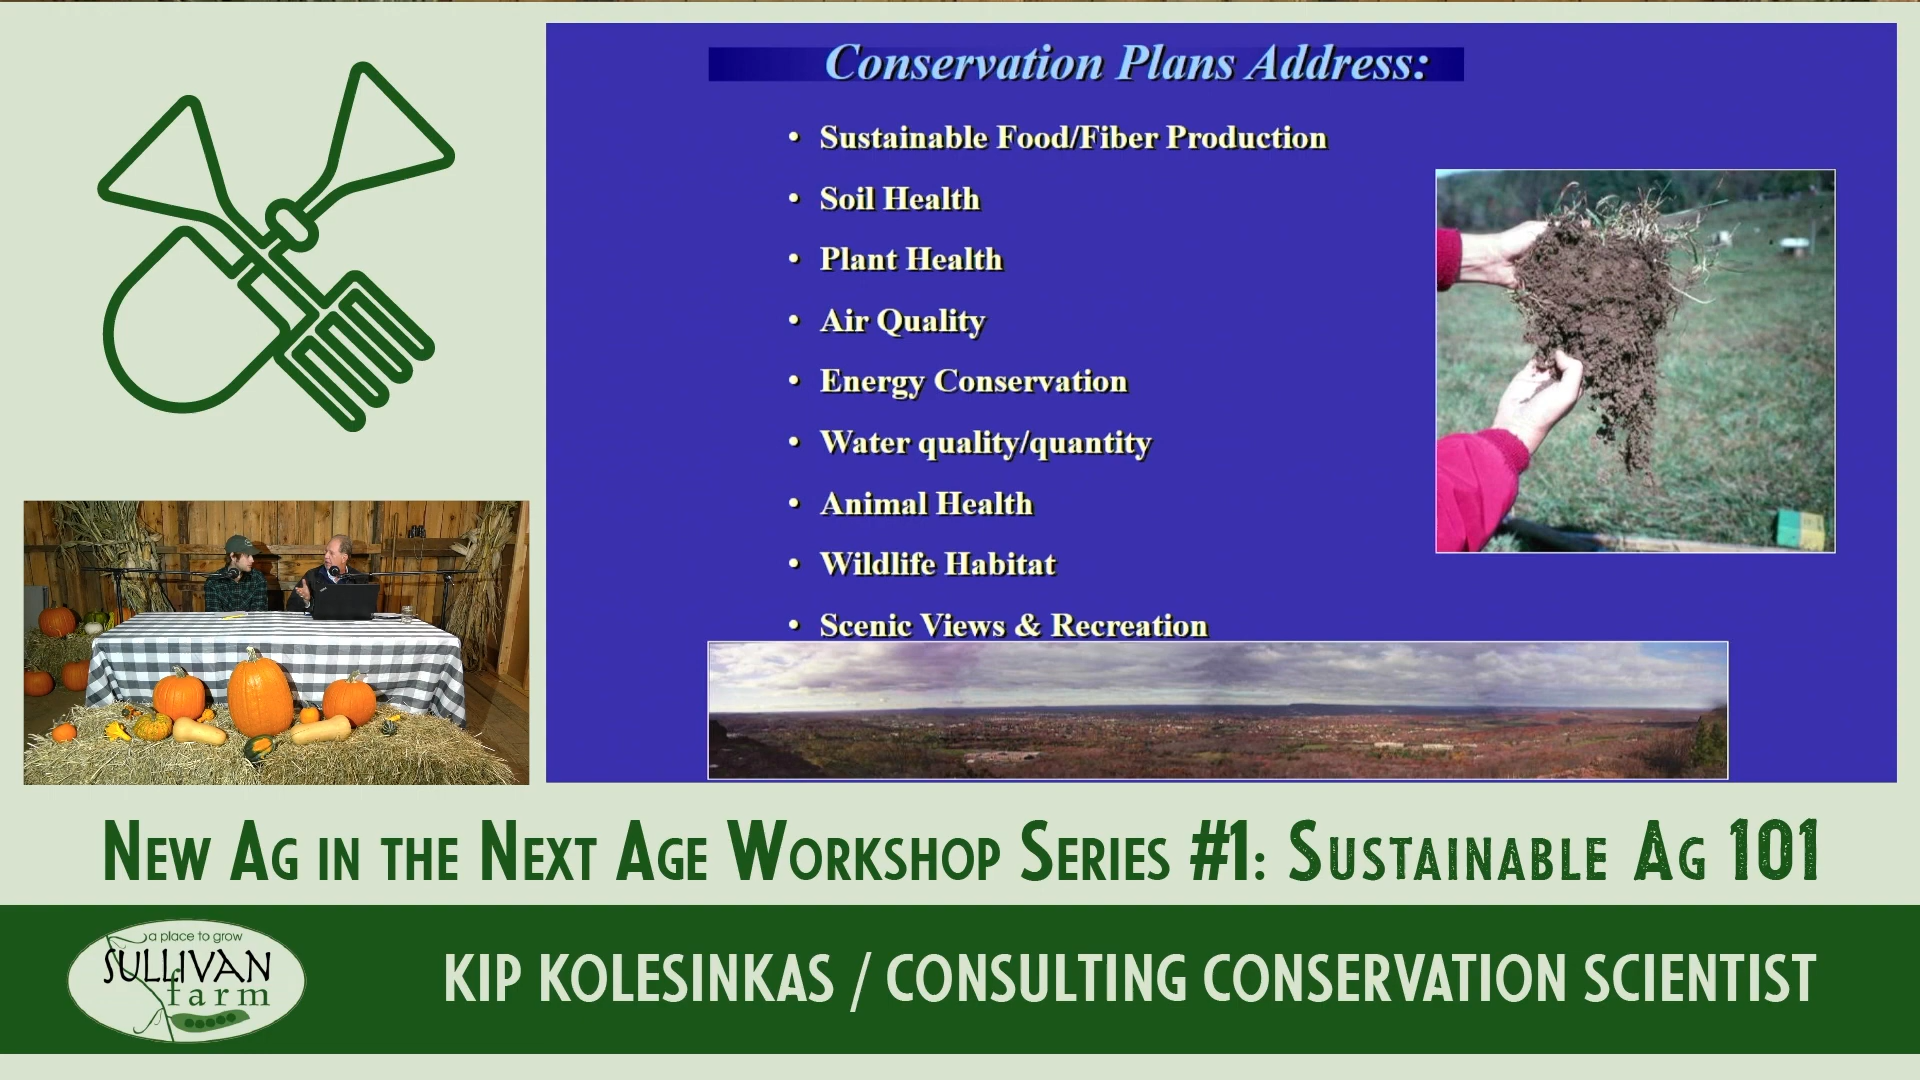 Conservation Plans Address:
• Sustainable Food/Fiber Production
• Soil Health
• Plant Health
• Air Quality
• Energy Conservation
• Water quality/quantity
• Animal Health
• Wildlife Habitat
• Scenic Views & Recreation
New Ag in the Next Age Workshop Series #1: Sustainable Ag 101
a place to grow
SULLIVAN
farm
KIP KOLESINKAS / CONSULTING CONSERVATION SCIENTIST